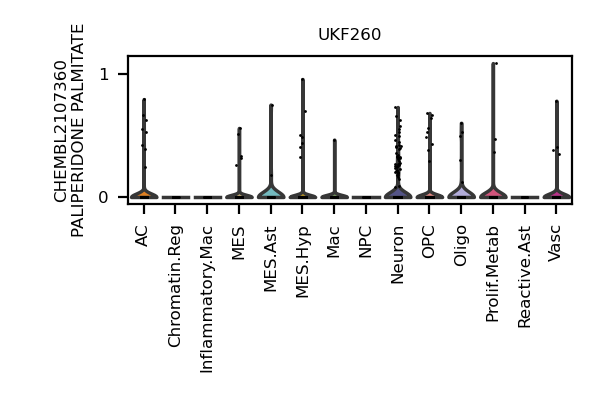 UKF260
CHEMBL2107360
PALIPERIDONE PALMITATE
1
0
AC
Chromatin.Reg
Inflammatory.Mac
MES
MES.Ast
MES.Hyp
Mac
NPC
Neuron
OPC
Oligo
Prolif.Metab
Reactive.Ast
Vasc